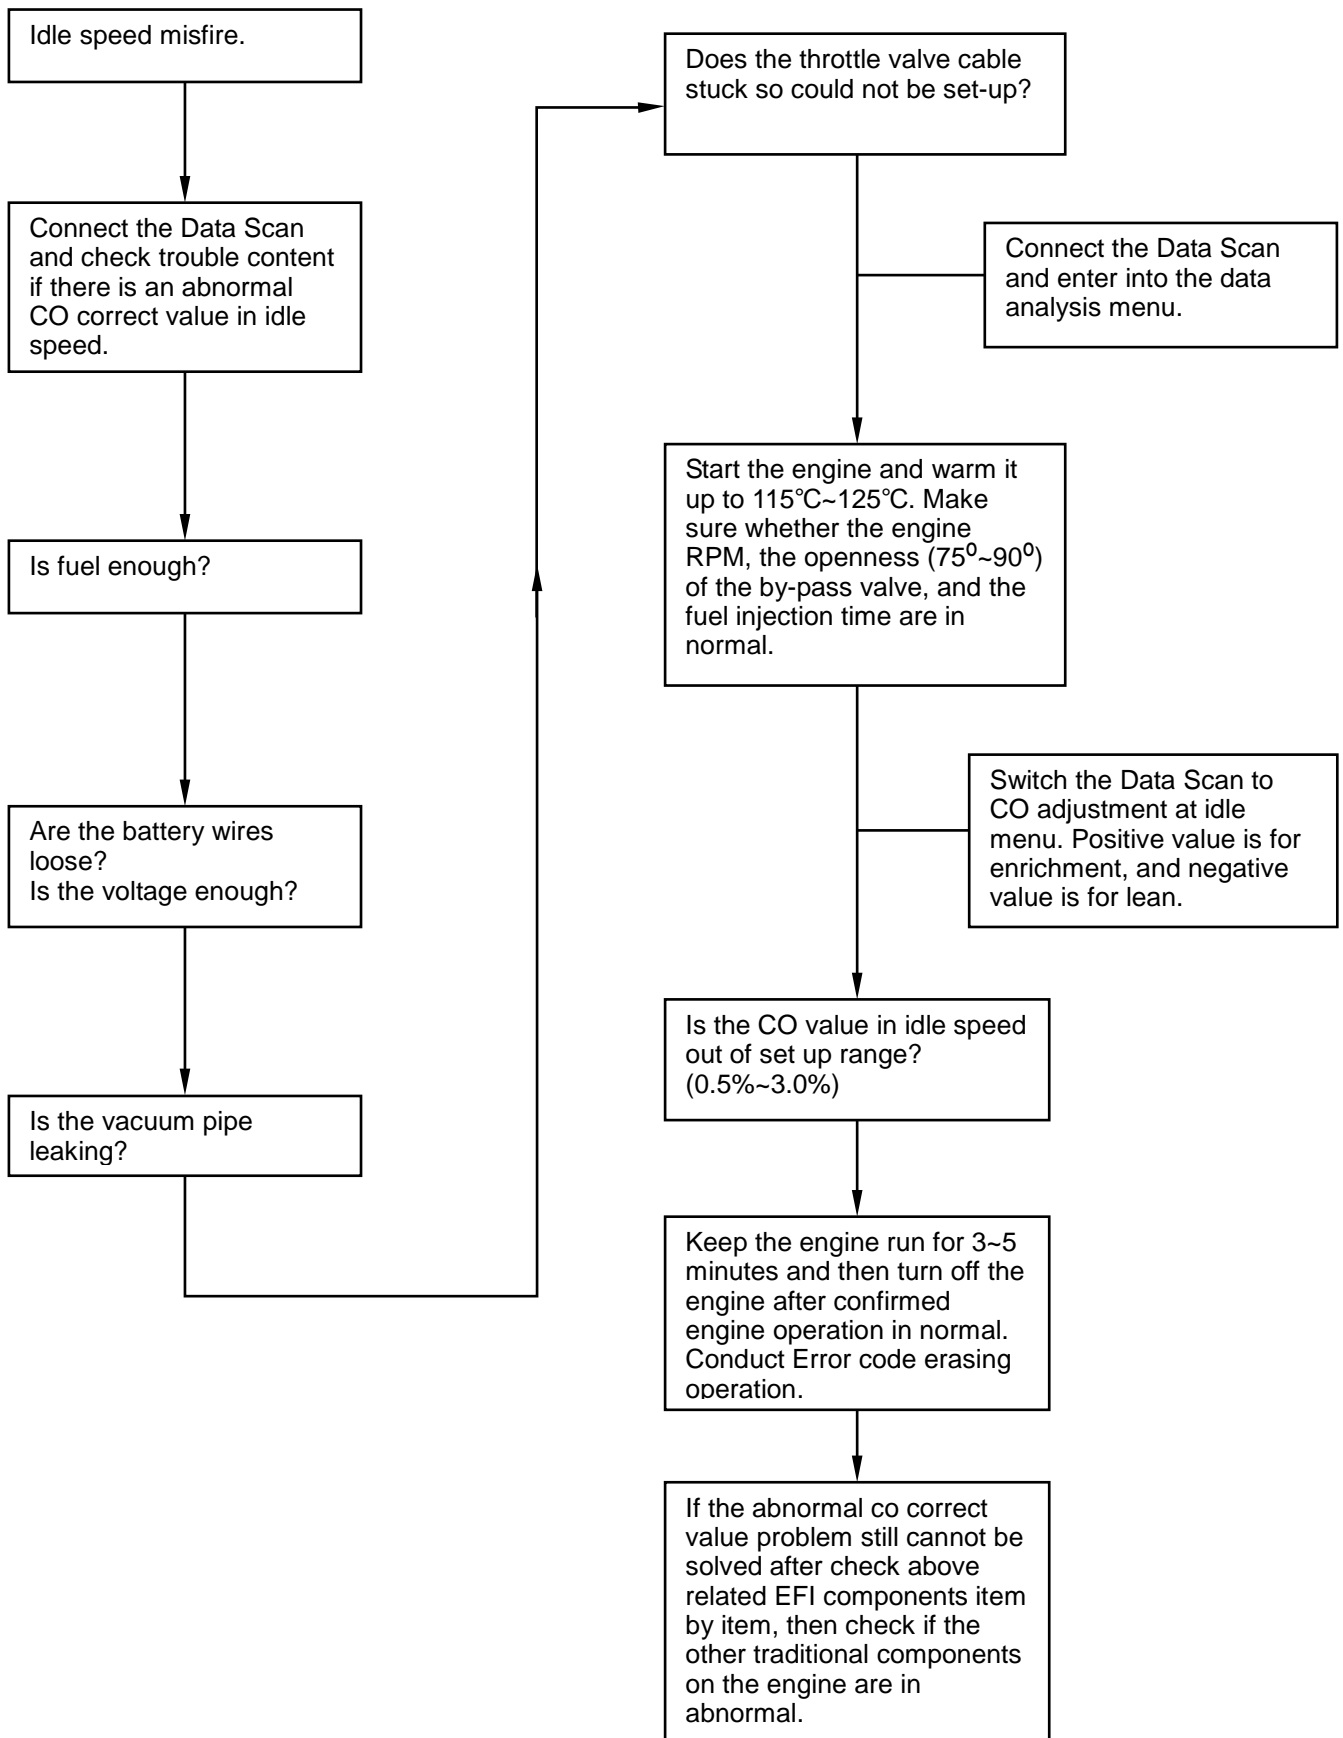 Idle speed misfire.
Connect the Data Scan
and check trouble content
if there is an abnormal
CO correct value in idle
speed.
Is fuel enough?
Are the battery wires
loose?
Is the voltage enough?
Is the vacuum pipe
leaking?
Does the throttle valve cable
stuck so could not be set-up?
Connect the Data Scan
and enter into the data
analysis menu.
Start the engine and warm it
up to 115℃~125℃. Make
sure whether the engine
RPM, the openness (75⁰~90⁰)
of the by-pass valve, and the
fuel injection time are in
normal.
Switch the Data Scan to
CO adjustment at idle
menu. Positive value is for
enrichment, and negative
value is for lean.
Is the CO value in idle speed
out of set up range?
(0.5%~3.0%)
Keep the engine run for 3~5
minutes and then turn off the
engine after confirmed
engine operation in normal.
Conduct Error code erasing
operation.
If the abnormal co correct
value problem still cannot be
solved after check above
related EFI components item
by item, then check if the
other traditional components
on the engine are in
abnormal.